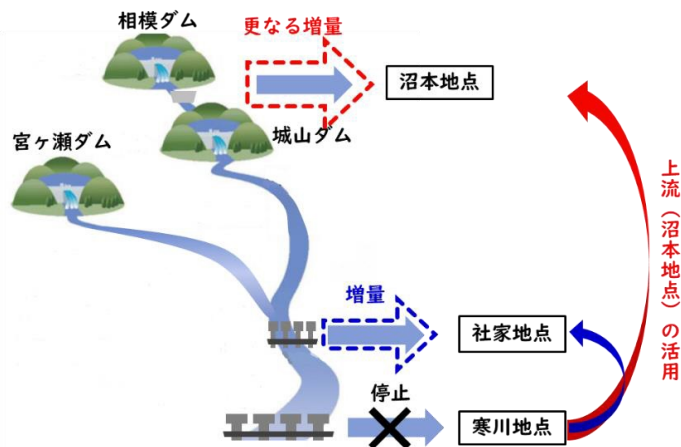 相模ダム
更なる増量
沼本地点
城山ダム
宮ヶ瀬ダム
上流（沼本地点）の活用
増量
社家地点
停止
寒川地点